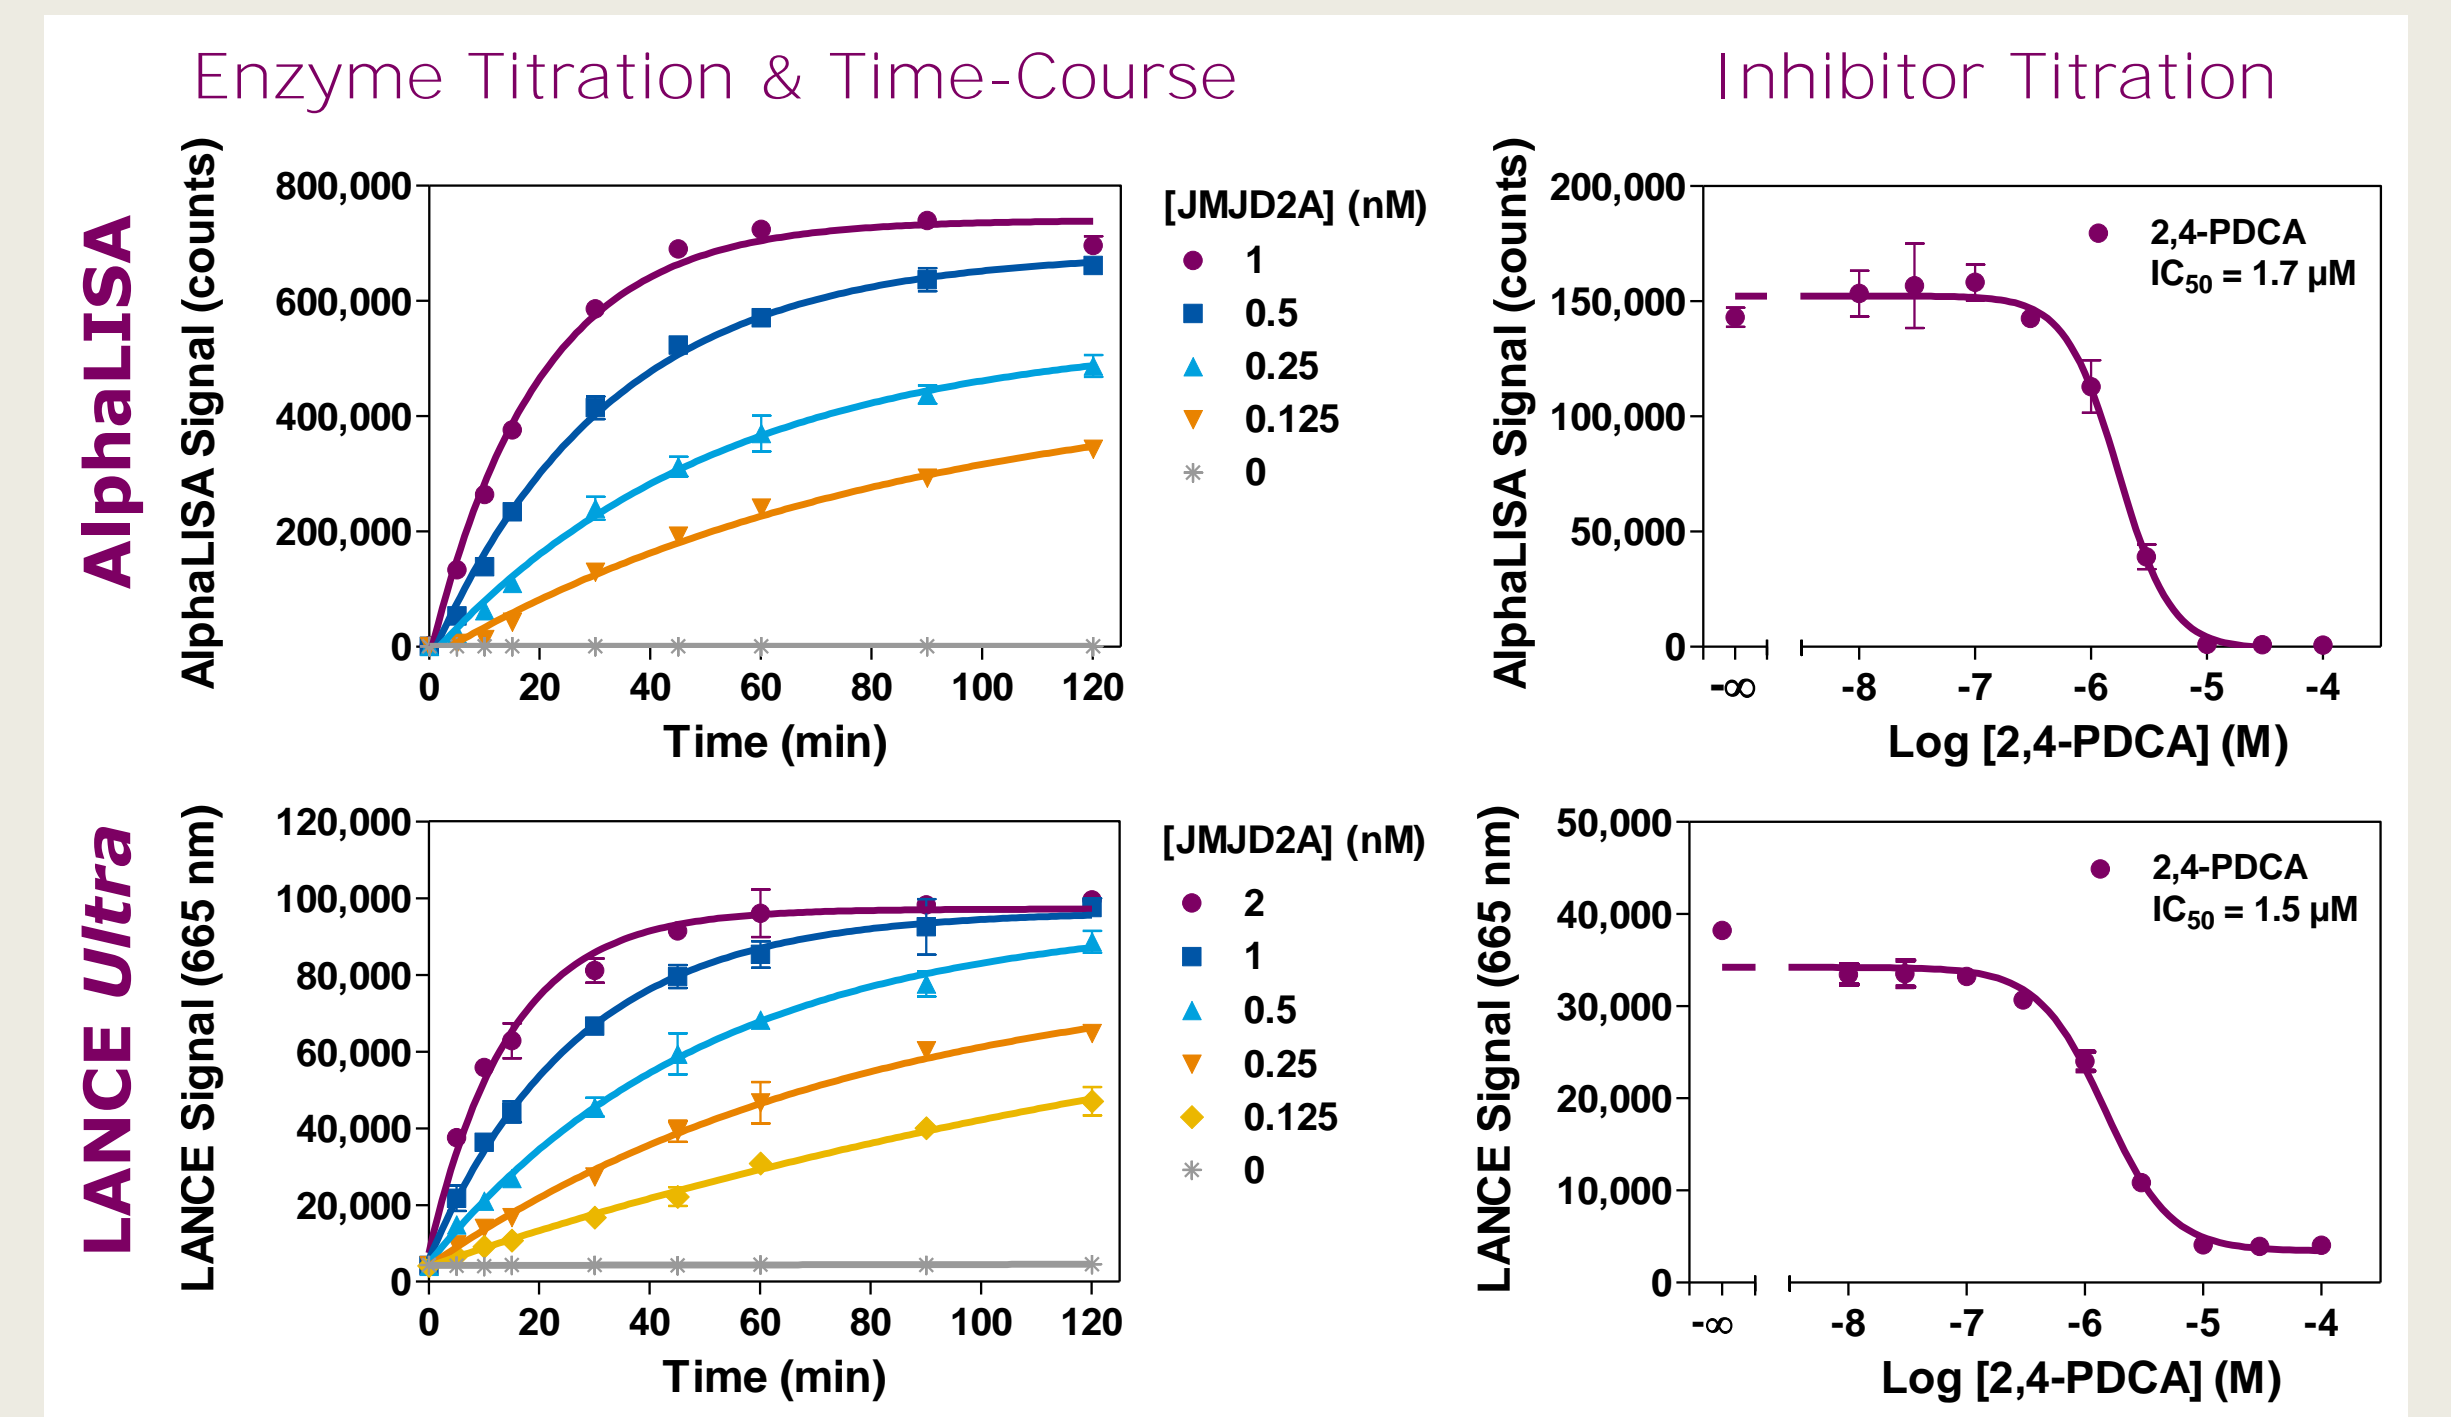 Enzyme Titration & Time-Course
Inhibitor Titration
AlphaLISA
AlphaLISA Signal (counts)
800,000
600,000
400,000
200,000
0
0 20 40 60 80 100 120
Time (min)
[JMJD2A] (nM)
1
0.5
0.25
0.125
0
AlphaLISA Signal (counts)
200,000
150,000
100,000
50,000
0
-∞ -8 -7 -6 -5 -4
Log [2,4-PDCA] (M)
2,4-PDCA
IC50 = 1.7 µM
LANCE Ultra
LANCE Signal (665 nm)
120,000
100,000
80,000
60,000
40,000
20,000
0
0 20 40 60 80 100 120
Time (min)
[JMJD2A] (nM)
2
1
0.5
0.25
0.125
0
LANCE Signal (665 nm)
50,000
40,000
30,000
20,000
10,000
0
-∞ -8 -7 -6 -5 -4
Log [2,4-PDCA] (M)
2,4-PDCA
IC50 = 1.5 µM